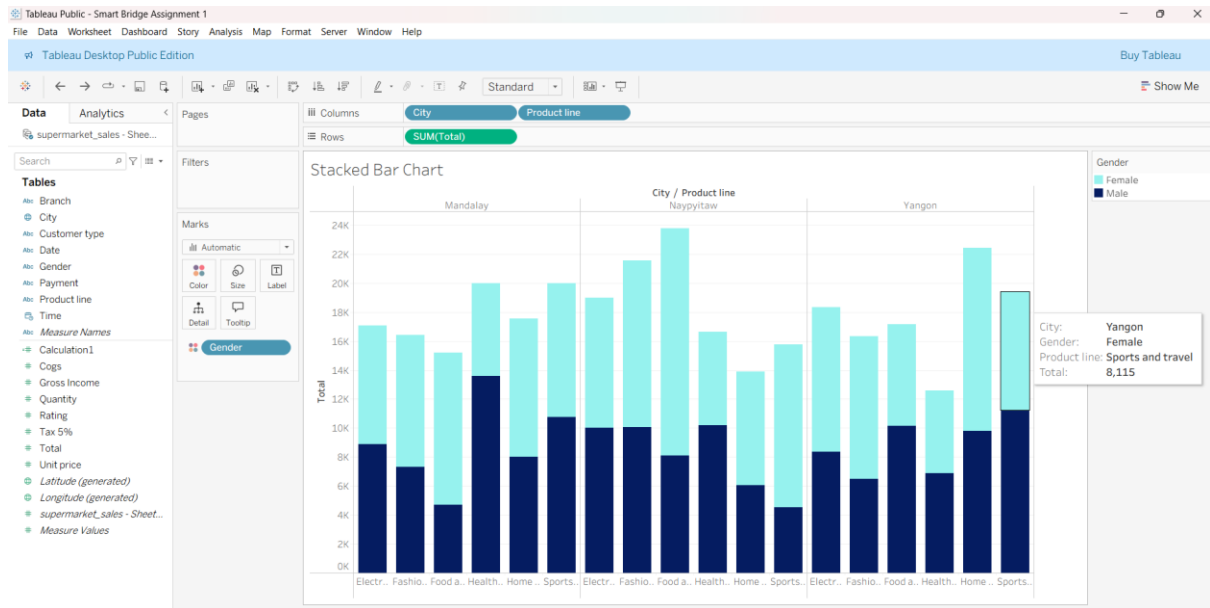 Tableau Public - Smart Bridge Assignment 1
File Data Worksheet Dashboard Story Analysis Map Format Server Window Help
Tableau Desktop Public Edition
Buy Tableau
Standard
Show Me
Data Analytics
supermarket_sales - Shee...
Search
Tables
Abc Branch
City
Abc Customer type
Abc Date
Abc Gender
Abc Payment
Abc Product line
Time
Abc Measure Names
=# Calculation1
# Cogs
# Gross Income
# Quantity
# Rating
# Tax 5%
# Total
# Unit price
Latitude (generated)
Longitude (generated)
# supermarket_sales - Sheet...
# Measure Values
Pages
Filters
Marks
Automatic
Color Size Label
Detail Tooltip
Gender
Columns City Product line
Rows SUM(Total)
Stacked Bar Chart
City / Product line
Mandalay Naypyitaw Yangon
Total
24K
22K
20K
18K
16K
14K
12K
10K
8K
6K
4K
2K
0K
Electr.. Fashio.. Food a.. Health.. Home .. Sports.. Electr.. Fashio.. Food a.. Health.. Home .. Sports.. Electr.. Fashio.. Food a.. Health.. Home .. Sports..
Gender
Female
Male
City: Yangon
Gender: Female
Product line: Sports and travel
Total: 8,115